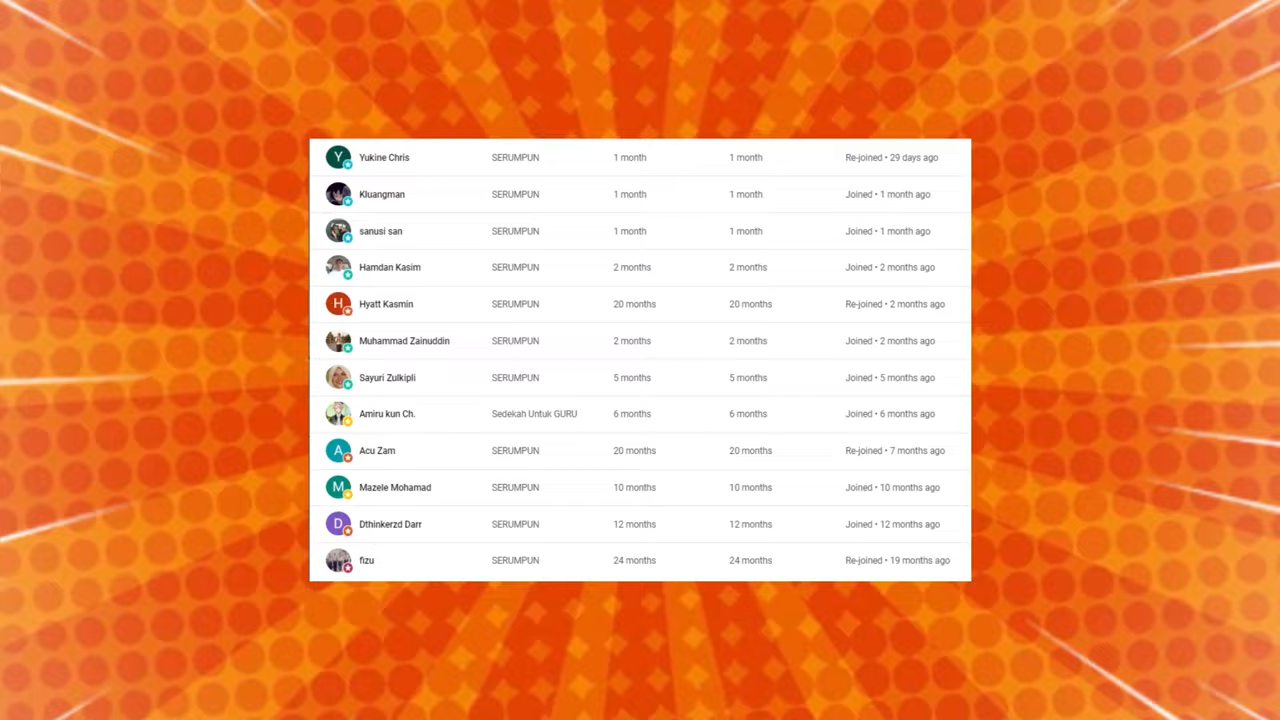 Y Yukine Chris SERUMPUN 1 month 1 month Re-joined • 29 days ago
Kluangman SERUMPUN 1 month 1 month Joined • 1 month ago
sanusi san SERUMPUN 1 month 1 month Joined • 1 month ago
Hamdan Kasim SERUMPUN 2 months 2 months Joined • 2 months ago
H Hyatt Kasmin SERUMPUN 20 months 20 months Re-joined • 2 months ago
Muhammad Zainuddin SERUMPUN 2 months 2 months Joined • 2 months ago
Sayuri Zulkipli SERUMPUN 5 months 5 months Joined • 5 months ago
Amiru kun Ch. Sedekah Untuk GURU 6 months 6 months Joined • 6 months ago
A Acu Zam SERUMPUN 20 months 20 months Re-joined • 7 months ago
M Mazele Mohamad SERUMPUN 10 months 10 months Joined • 10 months ago
D Dthinkerzd Darr SERUMPUN 12 months 12 months Joined • 12 months ago
fizu SERUMPUN 24 months 24 months Re-joined • 19 months ago